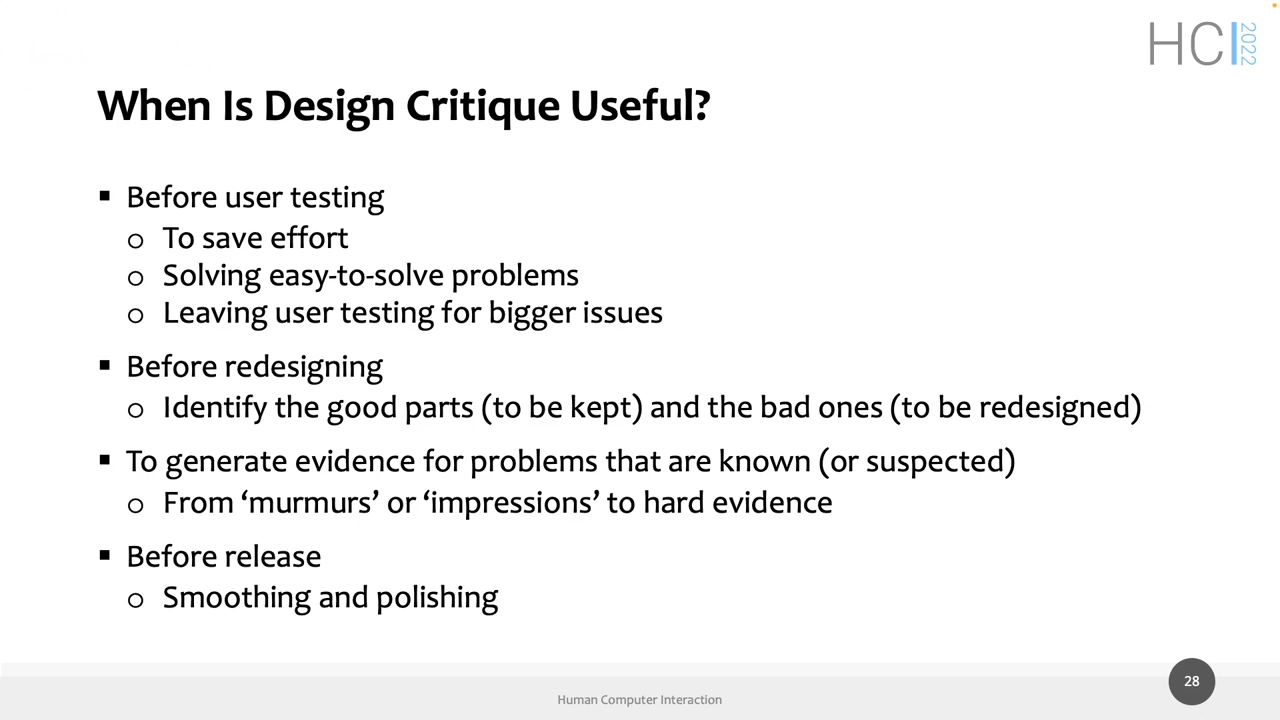 HCI 2022
When Is Design Critique Useful?
▪ Before user testing
o To save effort
o Solving easy-to-solve problems
o Leaving user testing for bigger issues
▪ Before redesigning
o Identify the good parts (to be kept) and the bad ones (to be redesigned)
▪ To generate evidence for problems that are known (or suspected)
o From ‘murmurs’ or ‘impressions’ to hard evidence
▪ Before release
o Smoothing and polishing
28
Human Computer Interaction